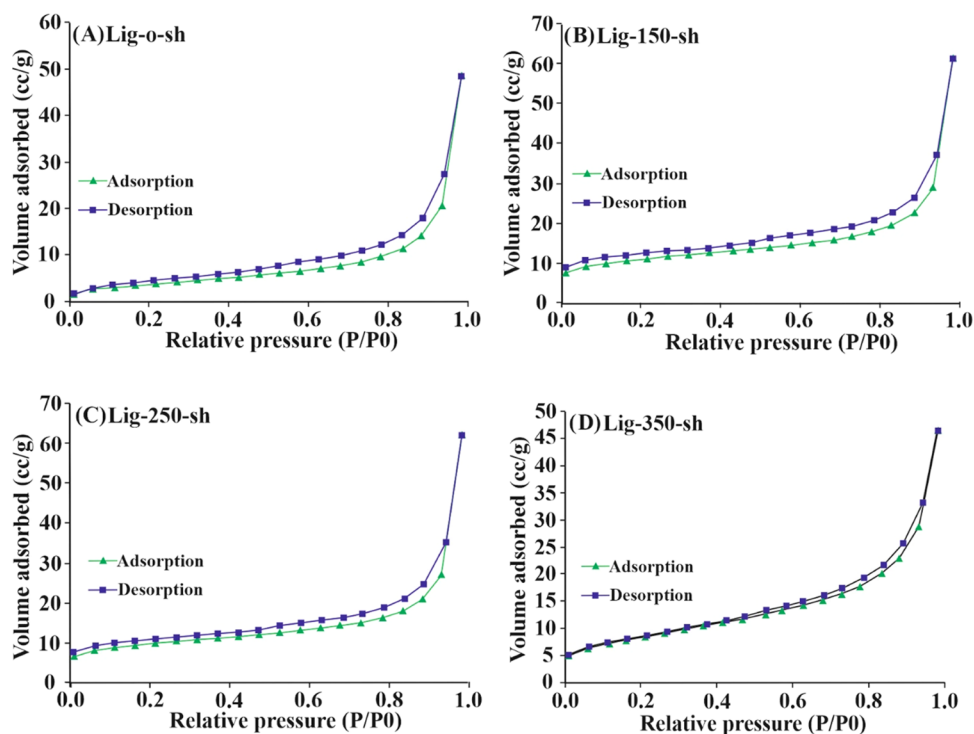 (A)Lig-o-sh
Volume adsorbed (cc/g)
60
50
40
30
20
10
0
Adsorption
Desorption
0.0 0.2 0.4 0.6 0.8 1.0
Relative pressure (P/P0)
(B)Lig-150-sh
Volume adsorbed (cc/g)
70
60
50
40
30
20
10
0
Adsorption
Desorption
0.0 0.2 0.4 0.6 0.8 1.0
Relative pressure (P/P0)
(C)Lig-250-sh
Volume adsorbed (cc/g)
70
60
50
40
30
20
10
0
Adsorption
Desorption
0.0 0.2 0.4 0.6 0.8 1.0
Relative pressure (P/P0)
(D)Lig-350-sh
Volume adsorbed (cc/g)
50
45
40
35
30
25
20
15
10
5
0
Adsorption
Desorption
0.0 0.2 0.4 0.6 0.8 1.0
Relative pressure (P/P0)